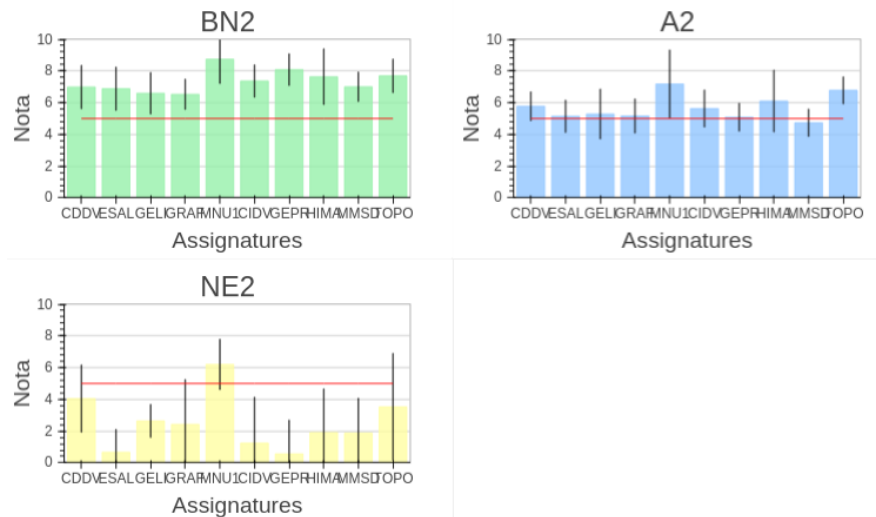 BN2
10
8
6
4
2
0
Nota
CDDV ESAL GELI GRAF MNU1 CIDV GEPR HIMA MMSD TOPO
Assignatures
A2
10
8
6
4
2
0
Nota
CDDV ESAL GELI GRAF MNU1 CIDV GEPR HIMA MMSD TOPO
Assignatures
NE2
10
8
6
4
2
0
Nota
CDDV ESAL GELI GRAF MNU1 CIDV GEPR HIMA MMSD TOPO
Assignatures